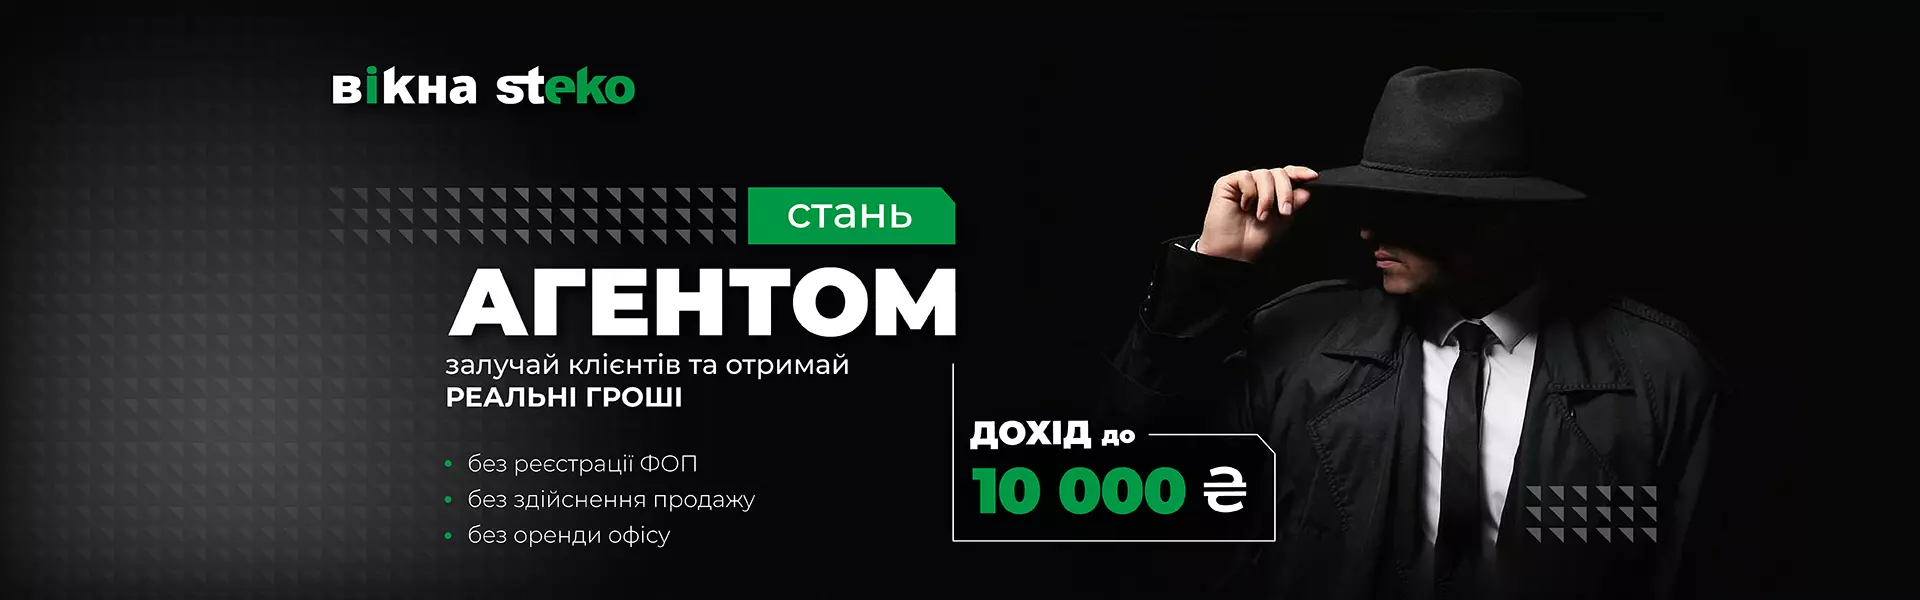 вікна steko
стань
АГЕНТОМ
залучай клієнтів та отримай
РЕАЛЬНІ ГРОШІ
• без реєстрації ФОП
• без здійснення продажу
• без оренди офісу
ДОХІД до
10 000 ₴